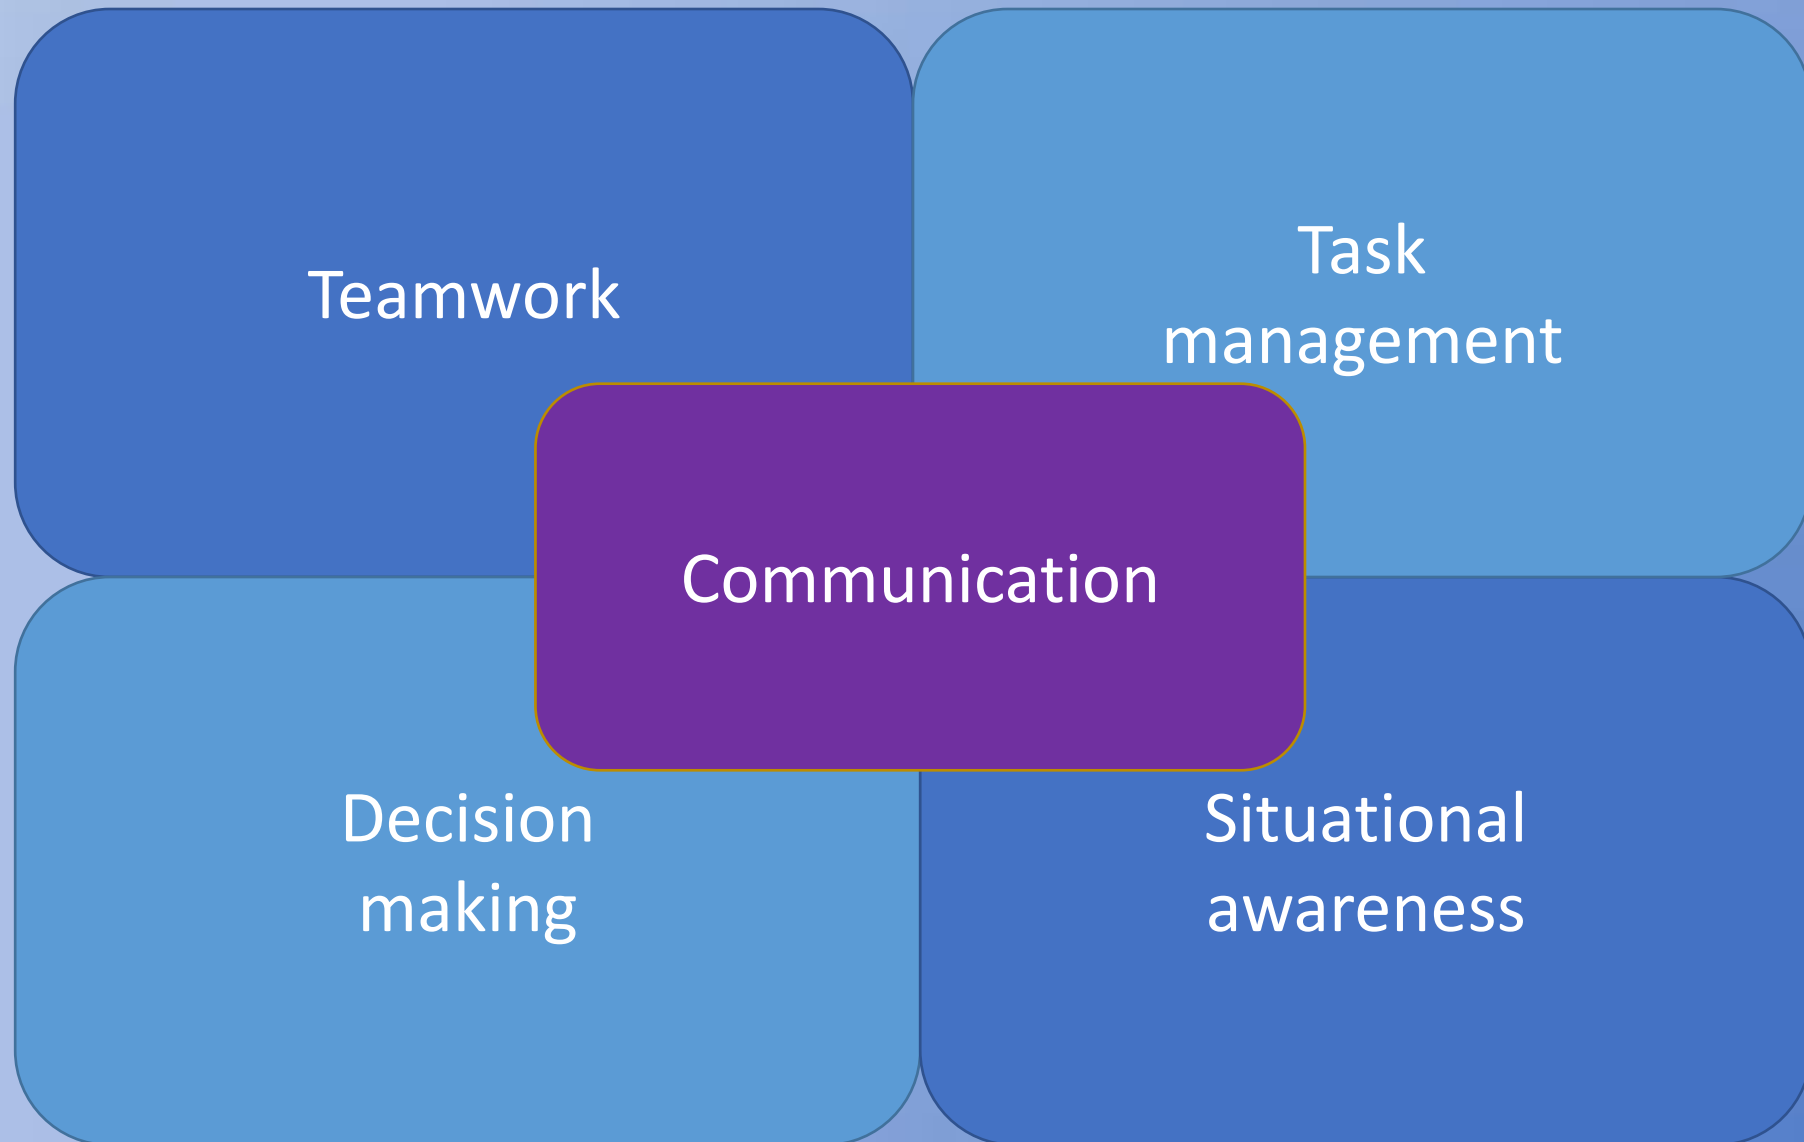 Teamwork
Task
management
Communication
Decision
making
Situational
awareness